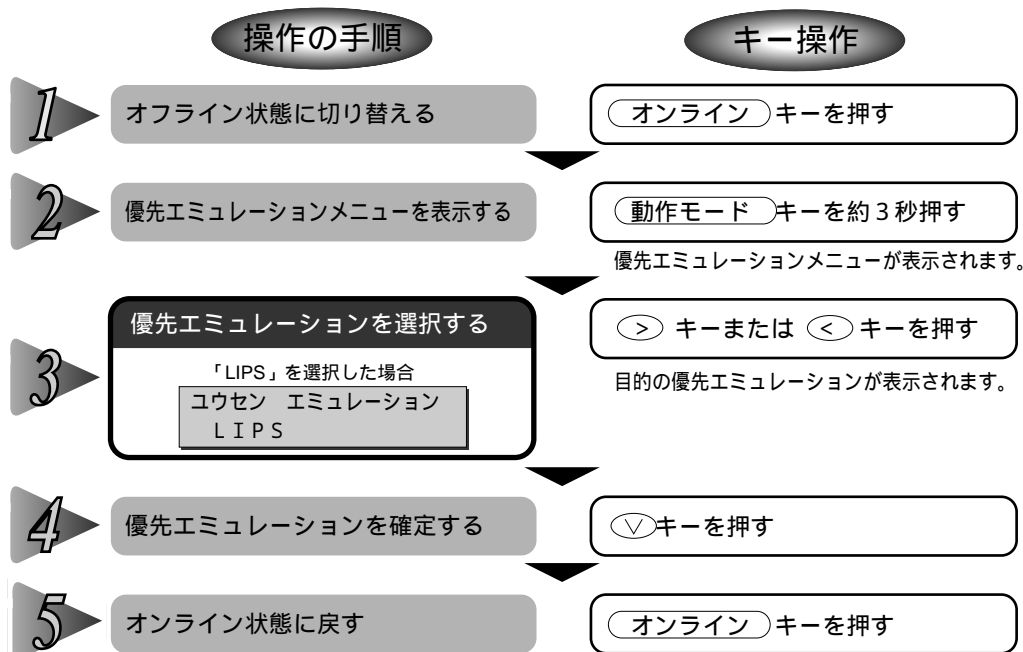 操作の手順
キー操作
1
オフライン状態に切り替える
オンライン キーを押す
2
優先エミュレーションメニューを表示する
動作モード キーを約３秒押す
優先エミュレーションメニューが表示されます。
3
優先エミュレーションを選択する
「LIPS」を選択した場合
ユウセン　エミュレーション
ＬＩＰＳ
> キーまたは < キーを押す
目的の優先エミュレーションが表示されます。
4
優先エミュレーションを確定する
∨キーを押す
5
オンライン状態に戻す
オンライン キーを押す